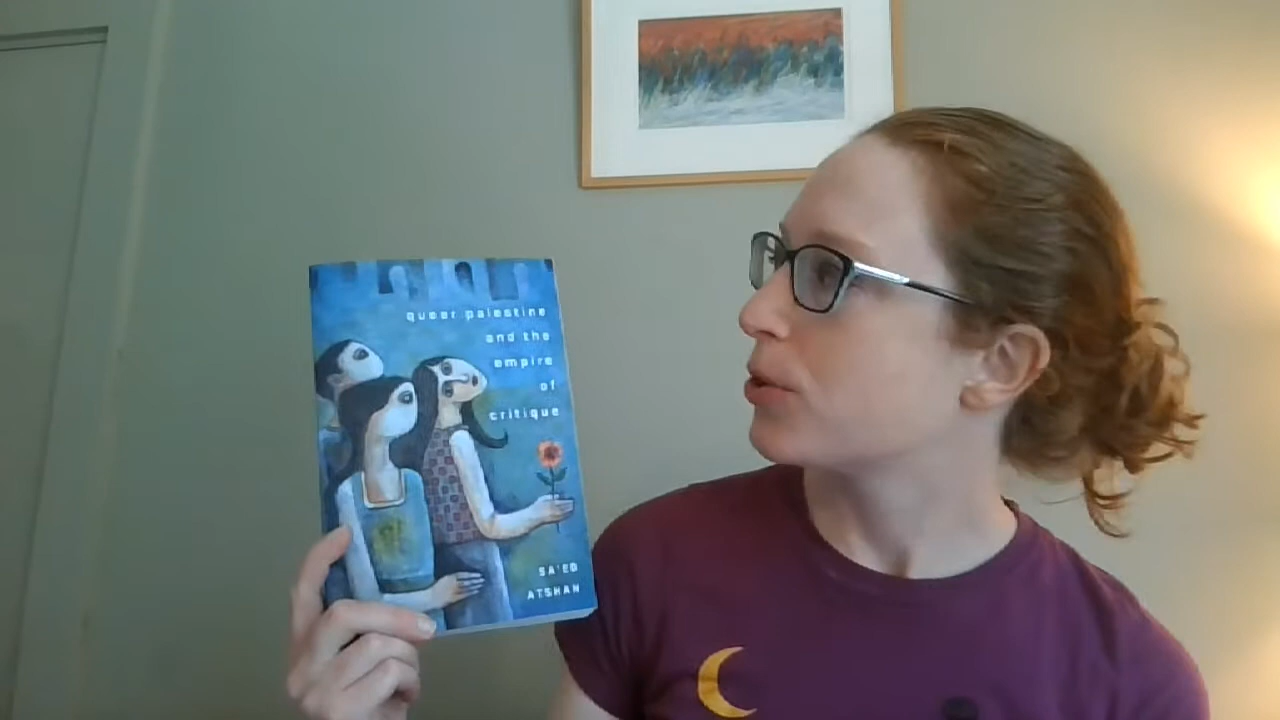 queer palestine
and the
empire
of
critique
SA'ED
ATSHAN